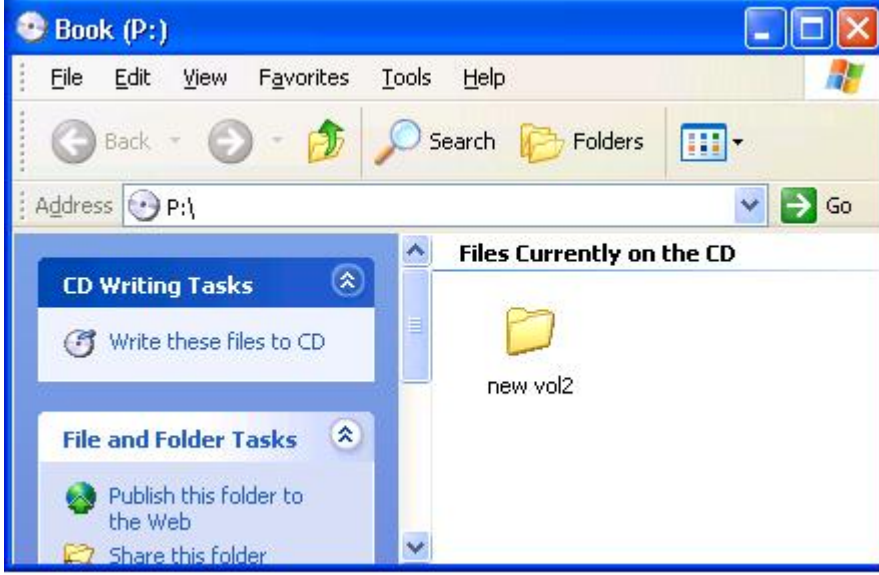 Book (P:)
File Edit View Favorites Tools Help
Back Search Folders
Address P:\ Go
CD Writing Tasks
Write these files to CD
File and Folder Tasks
Publish this folder to
the Web
Share this folder
Files Currently on the CD
new vol2